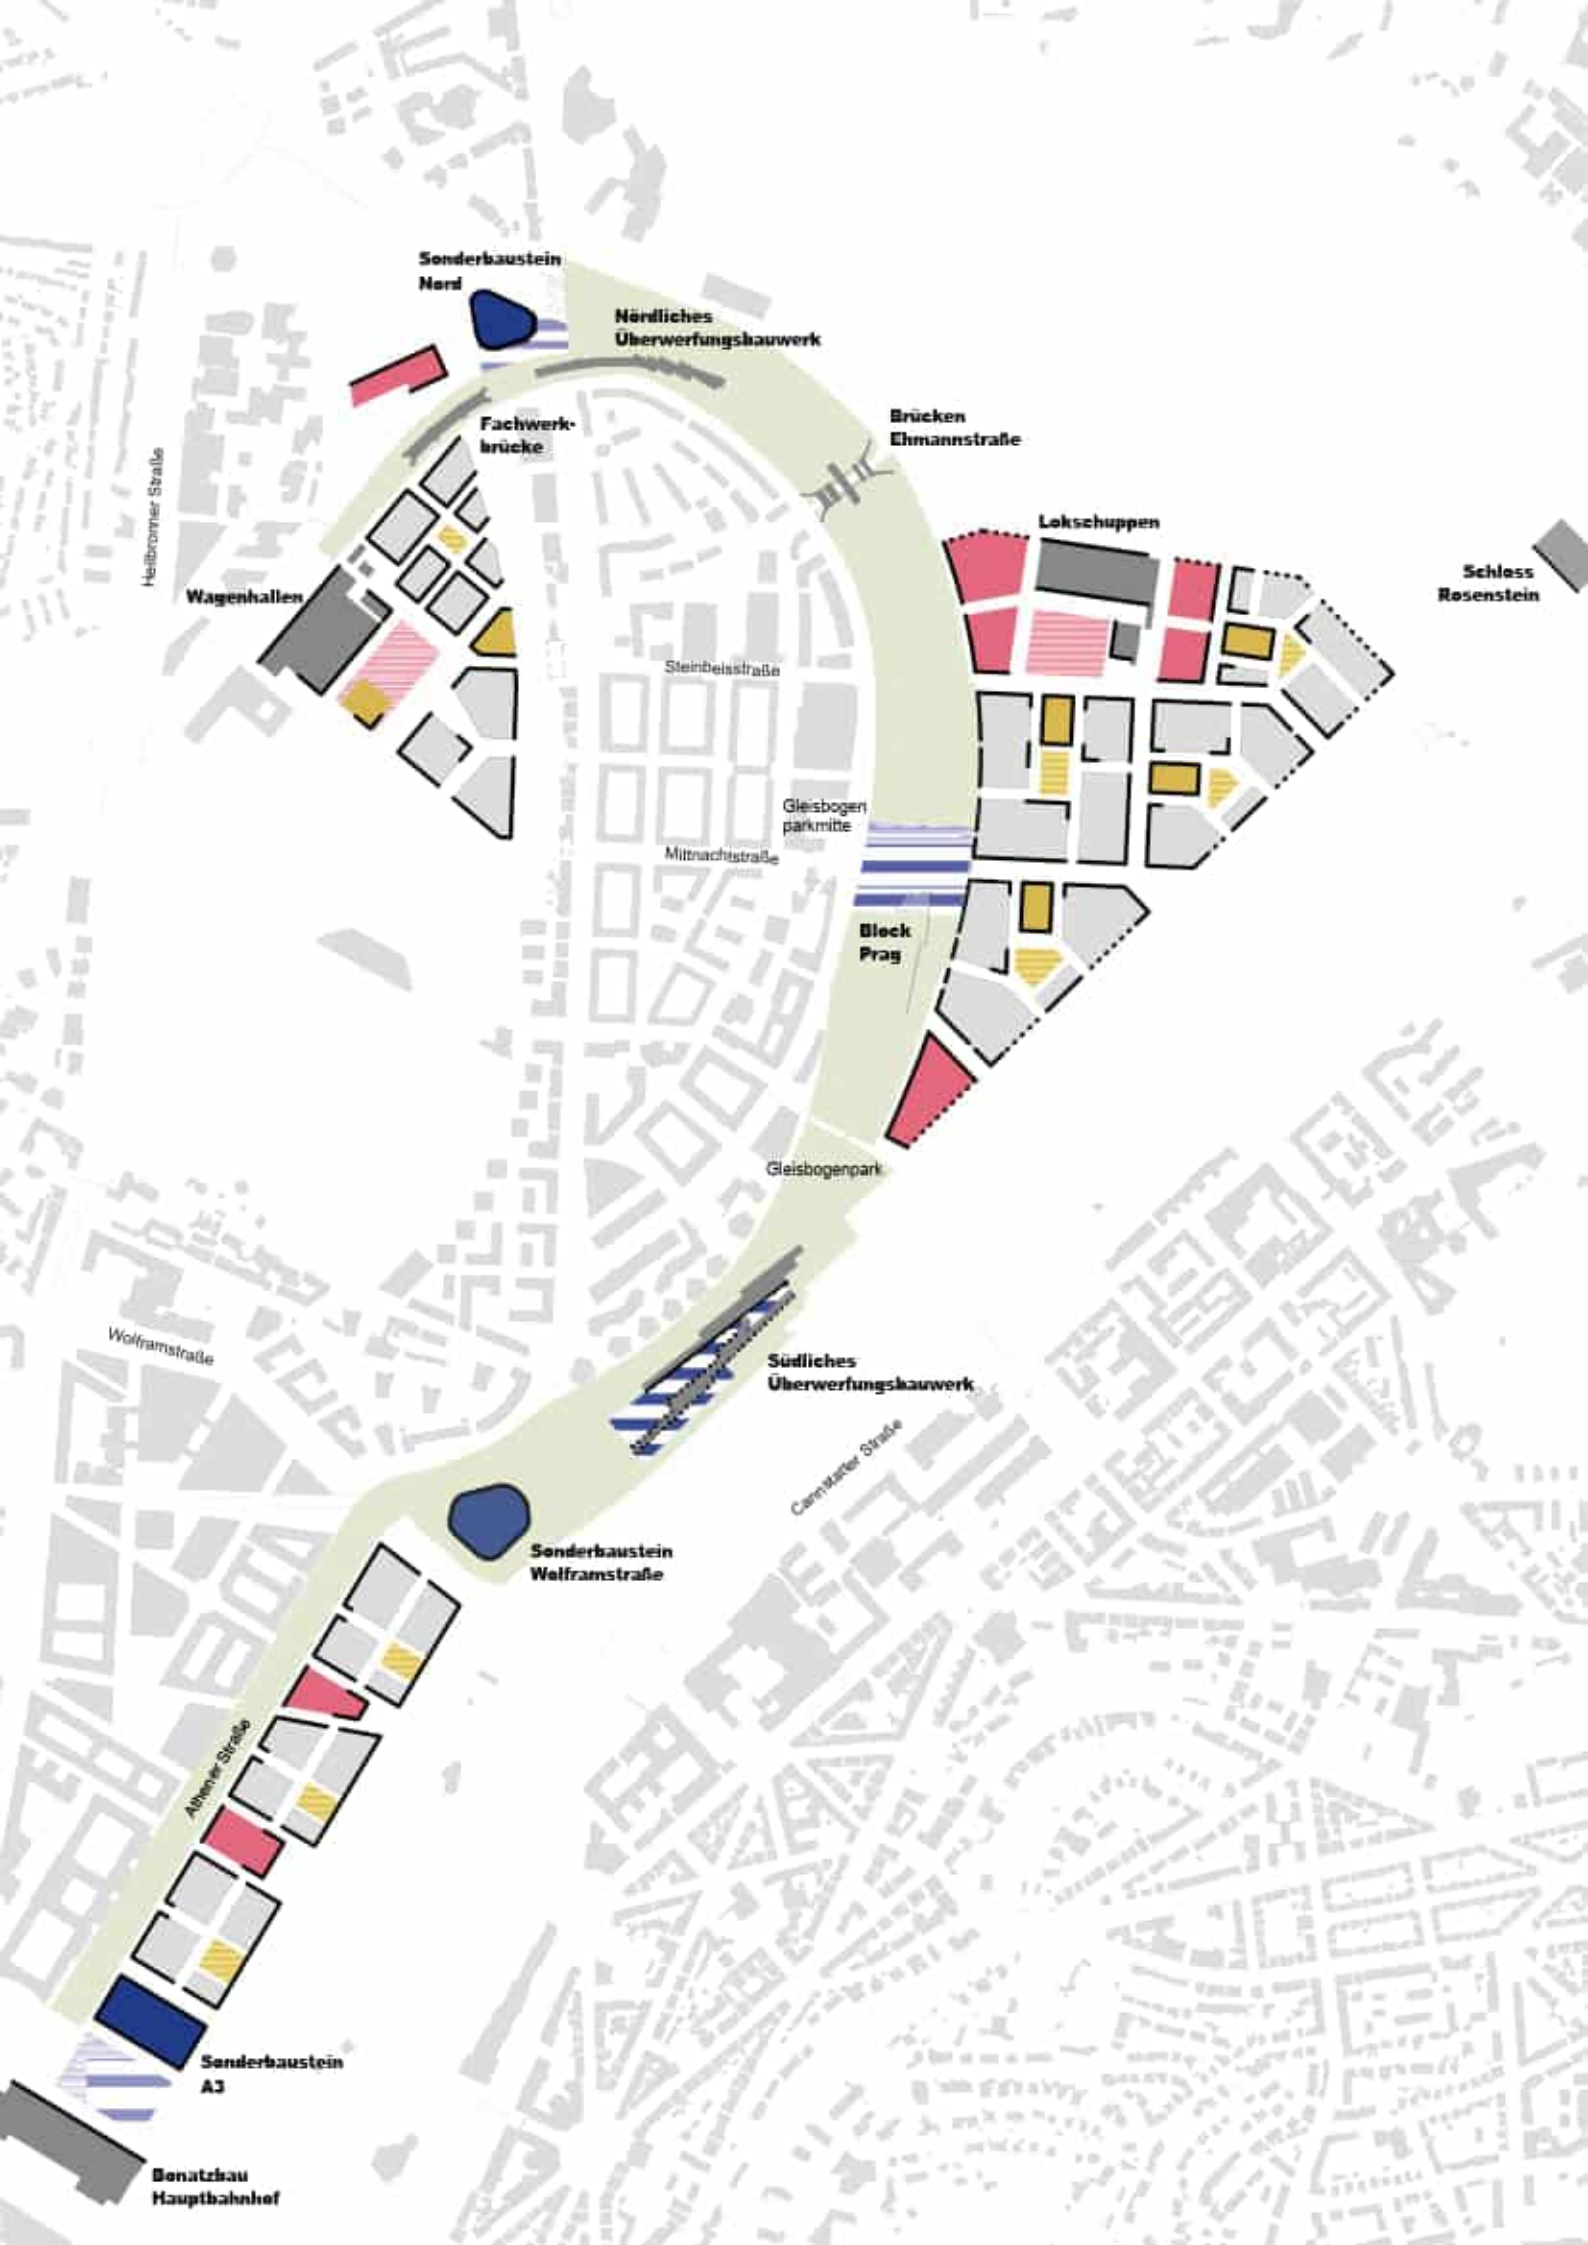 Sonderbaustein
Nord
Nördliches
Überwerfungsbauwerk
Fachwerk-
brücke
Brücken
Ehmannstraße
Heilbronner Straße
Lokschuppen
Schloss
Rosenstein
Wagenhallen
Steinbeisstraße
Gleisbogen
parkmitte
Mittnachtstraße
Block
Prag
Gleisbogenpark
Wolframstraße
Südliches
Überwerfungsbauwerk
Cannstatter Straße
Sonderbaustein
Wolframstraße
Athener Straße
Sonderbaustein
A3
Bonatzbau
Hauptbahnhof